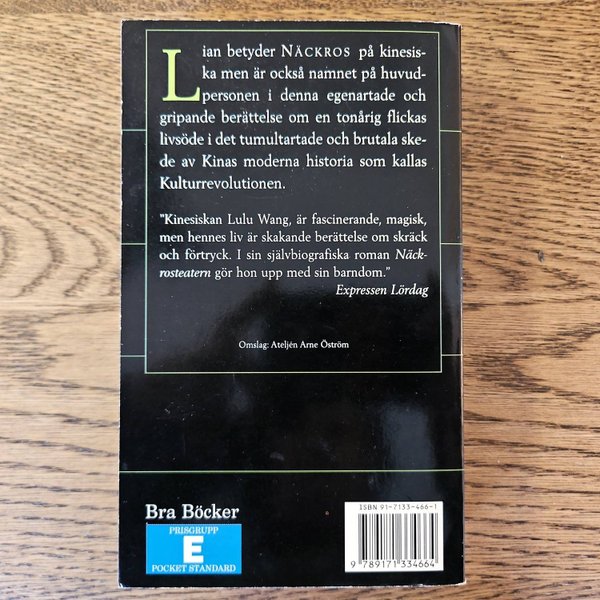 Lian betyder NÄCKROS på kinesis-
ka men är också namnet på huvud-
personen i denna egenartade och
gripande berättelse om en tonårig flickas
livsöde i det tumultartade och brutala ske-
de av Kinas moderna historia som kallas
Kulturrevolutionen.
"Kinesiskan Lulu Wang, är fascinerande, magisk,
men hennes liv är skakande berättelse om skräck
och förtryck. I sin självbiografiska roman Näck-
rosteatern gör hon upp med sin barndom."
Expressen Lördag
Omslag: Ateljén Arne Öström
Bra Böcker
PRISGRUPP
E
POCKET STANDARD
ISBN 91-7133-466-1
9 789171 334664